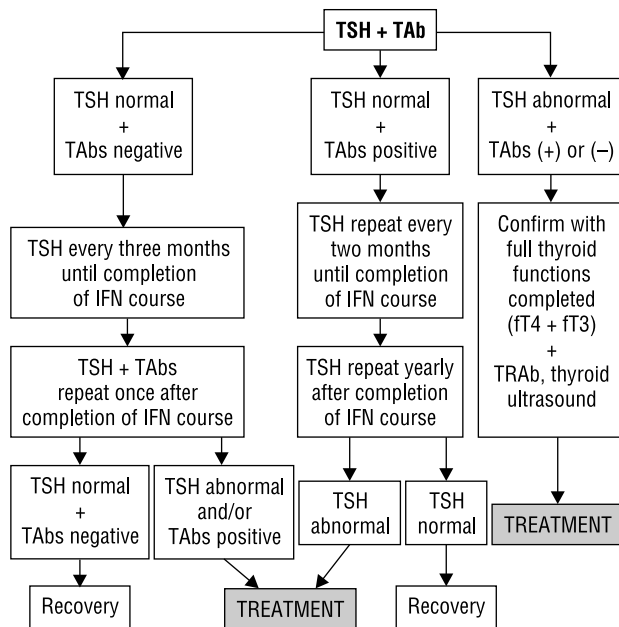 TSH + TAb
TSH normal
+
TAbs negative
TSH normal
+
TAbs positive
TSH abnormal
+
TAbs (+) or (–)
TSH every three months
until completion
of IFN course
TSH repeat every
two months
until completion
of IFN course
Confirm with
full thyroid
functions
completed
(fT4 + fT3)
+
TRAb, thyroid
ultrasound
TSH + TAbs
repeat once after
completion of IFN course
TSH repeat yearly
after completion
of IFN course
TSH normal
+
TAbs negative
TSH abnormal
and/or
TAbs positive
TSH
abnormal
TSH
normal
TREATMENT
Recovery
TREATMENT
Recovery